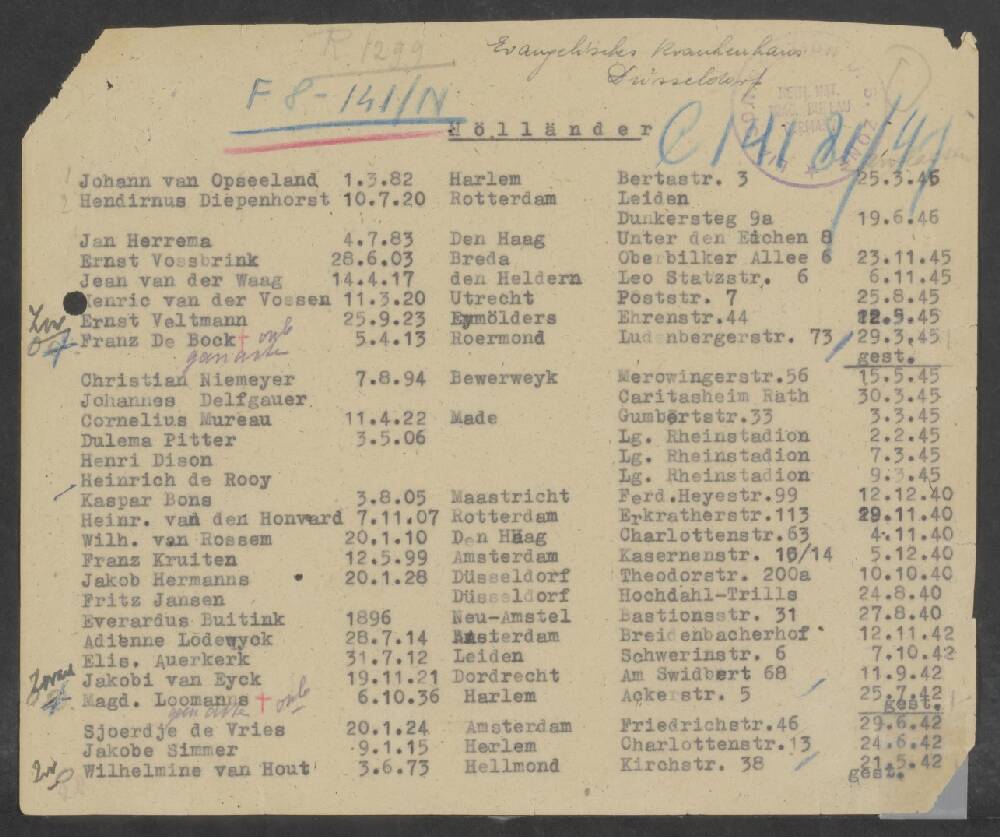 R 1299
Evangelisches Krankenhaus
Düsseldorf
F 8-141/N
Hölländer
C 141 81/47
1 Johann van Opseeland 1.3.82 Harlem Bertastr. 3 25.3.46
2 Hendirnus Diepenhorst 10.7.20 Rotterdam Leiden
Dunkersteg 9a 19.6.46
Jan Herrema 4.7.83 Den Haag Unter den Eichen 8
Ernst Vossbrink 28.6.03 Breda Oberbilker Allee 6 23.11.45
Jean van der Waag 14.4.17 den Heldern Leo Statzstr. 6 6.11.45
Henric van der Vossen 11.3.20 Utrecht Poststr. 7 25.8.45
Ernst Veltmann 25.9.23 Eymölders Ehrenstr.44 12.5.45
Franz De Bock 5.4.13 Roermond Ludenbergerstr. 73 29.3.45
gest.
Christian Niemeyer 7.8.94 Bewerweyk Merowingerstr.56 15.5.45
Johannes Delfgauer Caritasheim Rath 30.3.45
Cornelius Mureau 11.4.22 Made Gumbertstr.33 3.3.45
Dulema Pitter 3.5.06 Lg. Rheinstadion 2.2.45
Henri Dison Lg. Rheinstadion 7.3.45
Heinrich de Rooy Lg. Rheinstadion 9.3.45
Kaspar Bons 3.8.05 Maastricht Ferd.Heyestr.99 12.12.40
Heinr. van den Honvard 7.11.07 Rotterdam Erkratherstr.113 29.11.40
Wilh. van Rossem 20.1.10 Den Haag Charlottenstr.63 4.11.40
Franz Kruiten 12.5.99 Amsterdam Kasernenstr. 10/14 5.12.40
Jakob Hermanns 20.1.28 Düsseldorf Theodorstr. 200a 10.10.40
Fritz Jansen Düsseldorf Hochdahl-Trills 24.8.40
Everardus Buitink 1896 Neu-Amstel Bastionsstr. 31 27.8.40
Adienne Lodewyck 28.7.14 Amsterdam Breidenbacherhof 12.11.42
Elis. Auerkerk 31.7.12 Leiden Schwerinstr. 6 7.10.42
Jakobi van Eyck 19.11.21 Dordrecht Am Swidbert 68 11.9.42
Magd. Loomanns 6.10.36 Harlem Ackerstr. 5 25.7.42
gest.
Sjoerdje de Vries 20.1.24 Amsterdam Friedrichstr.46 29.6.42
Jakobe Simmer 9.1.15 Herlem Charlottenstr.13 24.6.42
Wilhelmine van Hout 3.6.73 Hellmond Kirchstr. 38 21.5.42
gest.